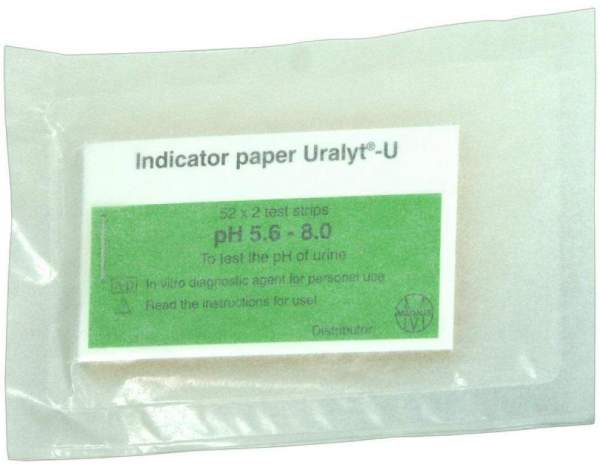 Indicator paper Uralyt®-U
52 x 2 test strips
pH 5.6 - 8.0
To test the pH of urine
In vitro diagnostic agent for personal use
Read the instructions for use!
Distributor:
MADAUS